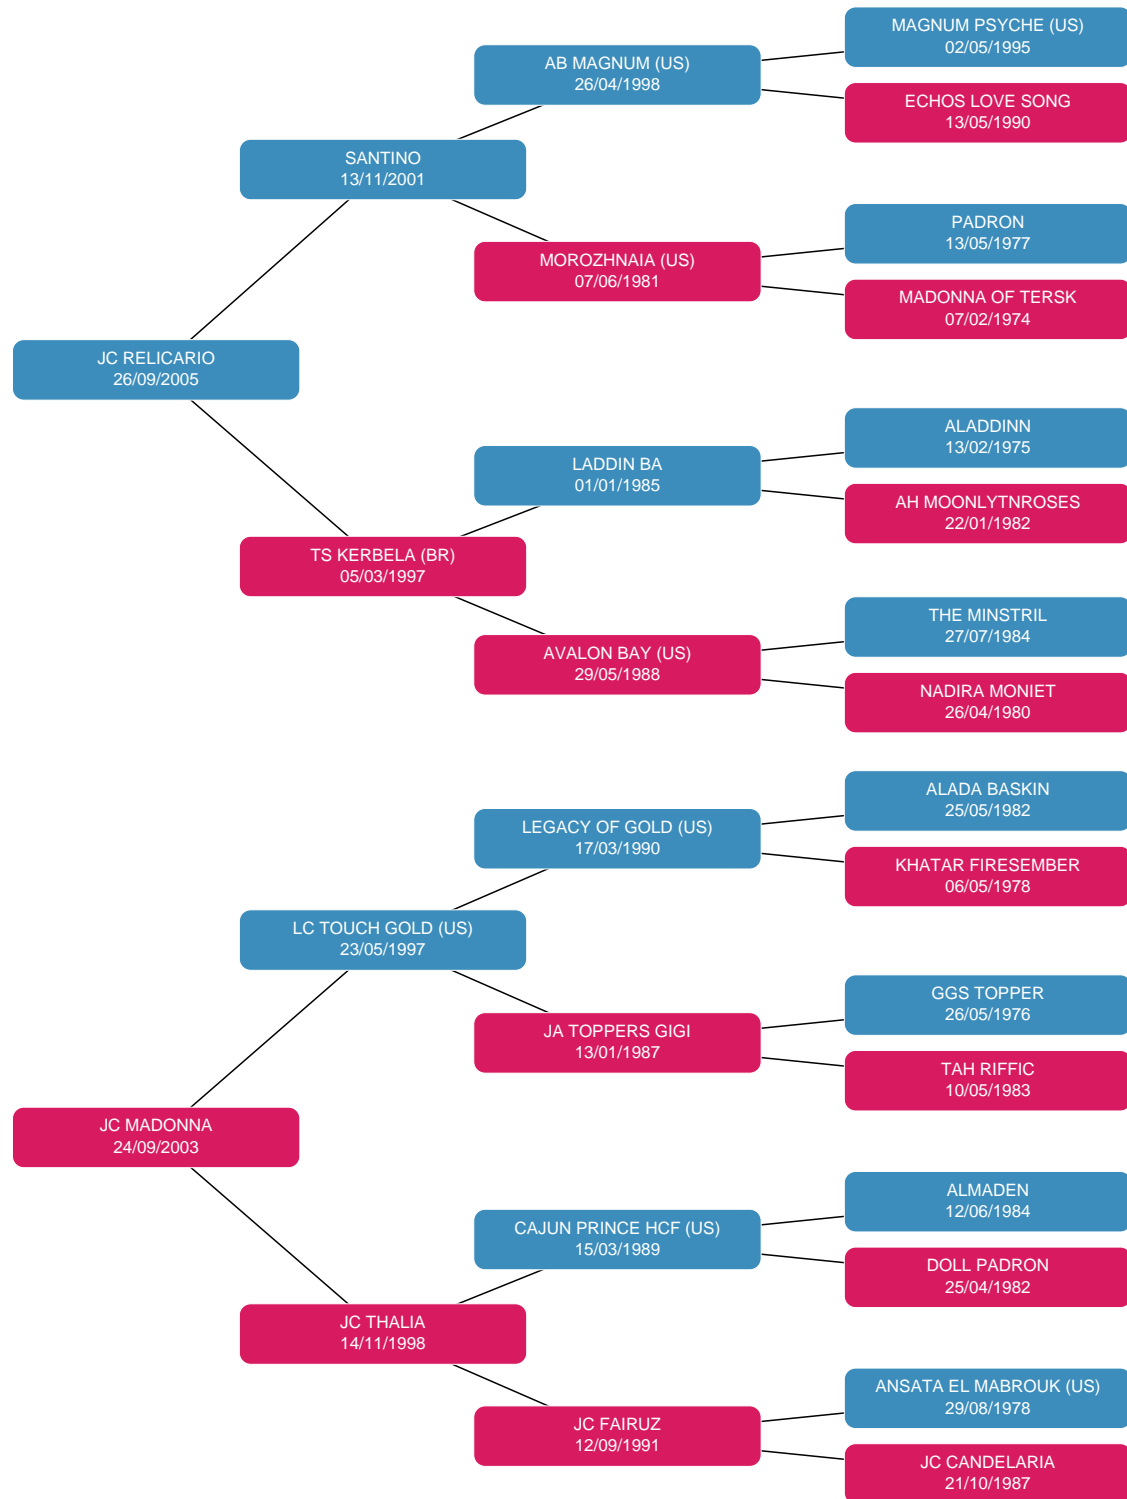 MAGNUM PSYCHE (US)
02/05/1995
AB MAGNUM (US)
26/04/1998
ECHOS LOVE SONG
13/05/1990
SANTINO
13/11/2001
PADRON
13/05/1977
MOROZHNAIA (US)
07/06/1981
MADONNA OF TERSK
07/02/1974
JC RELICARIO
26/09/2005
ALADDINN
13/02/1975
LADDIN BA
01/01/1985
AH MOONLYTNROSES
22/01/1982
TS KERBELA (BR)
05/03/1997
THE MINSTRIL
27/07/1984
AVALON BAY (US)
29/05/1988
NADIRA MONIET
26/04/1980
ALADA BASKIN
25/05/1982
LEGACY OF GOLD (US)
17/03/1990
KHATAR FIRESEMBER
06/05/1978
LC TOUCH GOLD (US)
23/05/1997
GGS TOPPER
26/05/1976
JA TOPPERS GIGI
13/01/1987
TAH RIFFIC
10/05/1983
JC MADONNA
24/09/2003
ALMADEN
12/06/1984
CAJUN PRINCE HCF (US)
15/03/1989
DOLL PADRON
25/04/1982
JC THALIA
14/11/1998
ANSATA EL MABROUK (US)
29/08/1978
JC FAIRUZ
12/09/1991
JC CANDELARIA
21/10/1987